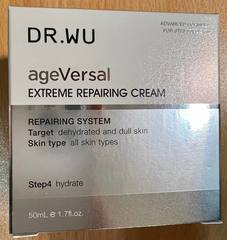 ADVANCED
DR.WU
ageVersal
EXTREME REPAIRING CREAM
REPAIRING SYSTEM
Target dehydrated and dull skin
Skin type all skin types
Step4 hydrate
50mL e 1.7fl.oz.